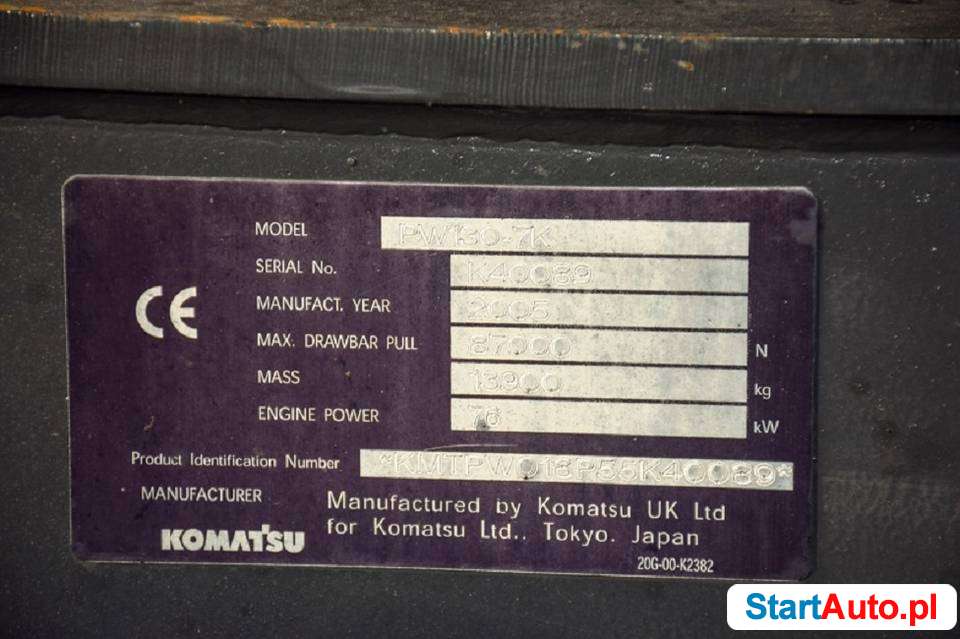 MODEL PW130-7K
SERIAL No. K40089
MANUFACT. YEAR 2005
MAX. DRAWBAR PULL 87900 N
MASS 13900 kg
ENGINE POWER kW
CE
Product Identification Number
MANUFACTURER
Manufactured by Komatsu UK Ltd
for Komatsu Ltd., Tokyo. Japan
KOMATSU
20G-00-K2382
StartAuto.pl